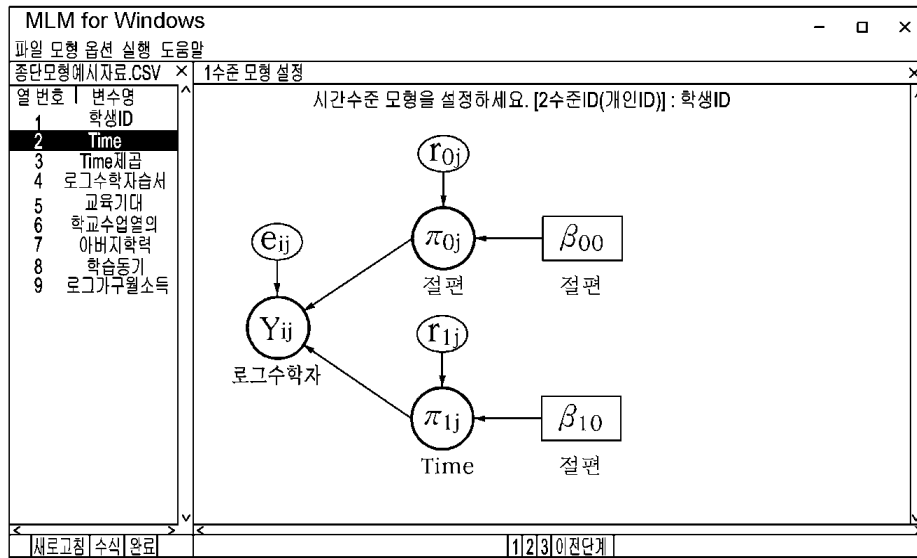 MLM for Windows
파일 모형 옵션 실행 도움말
종단모형예시자료.CSV ×
1수준 모형 설정
열 번호 변수명
1 학생ID
2 Time
3 Time제곱
4 로그수학자습서
5 교육기대
6 학교수업열의
7 아버지학력
8 학습동기
9 로그가구월소득
시간수준 모형을 설정하세요. [2수준ID(개인ID)] : 학생ID
r0j
eij
π0j
β00
절편 절편
Yij
로그수학자
r1j
π1j
β10
Time 절편
새로고침 수식 완료
1 2 3 이전단계